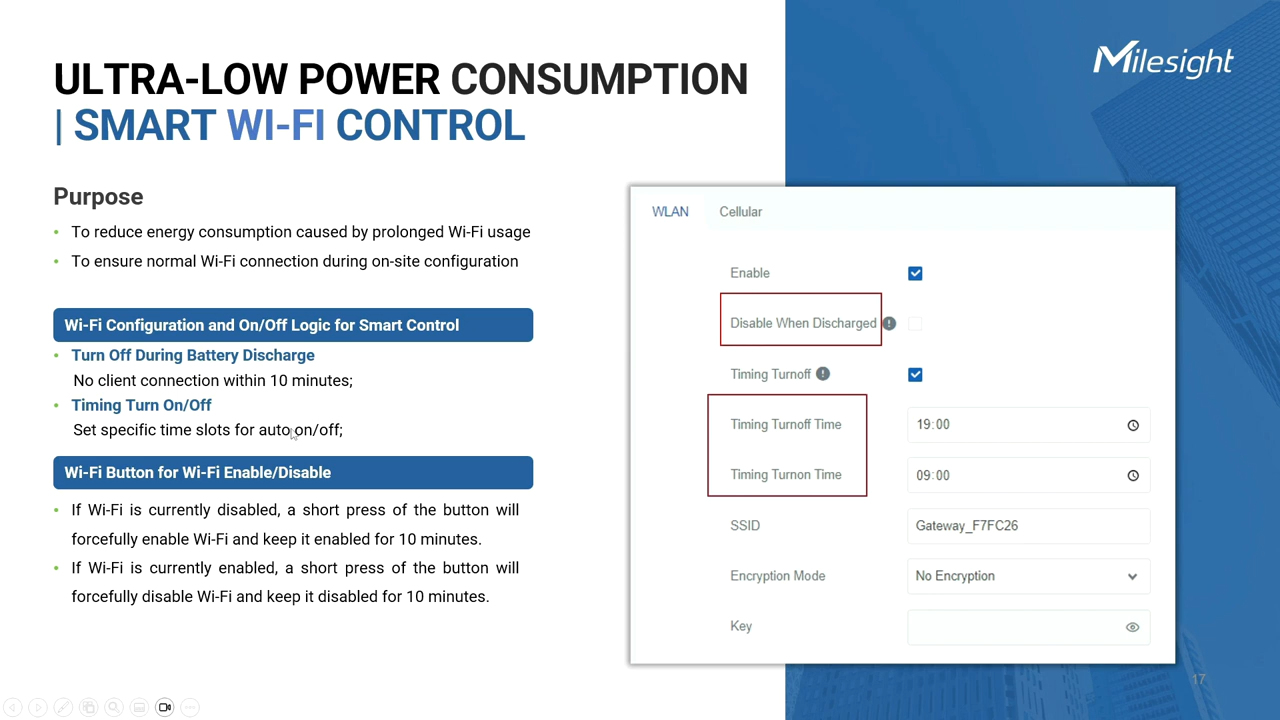 ULTRA-LOW POWER CONSUMPTION
| SMART WI-FI CONTROL
Milesight
Purpose
• To reduce energy consumption caused by prolonged Wi-Fi usage
• To ensure normal Wi-Fi connection during on-site configuration
Wi-Fi Configuration and On/Off Logic for Smart Control
• Turn Off During Battery Discharge
No client connection within 10 minutes;
• Timing Turn On/Off
Set specific time slots for auto on/off;
Wi-Fi Button for Wi-Fi Enable/Disable
• If Wi-Fi is currently disabled, a short press of the button will
forcefully enable Wi-Fi and keep it enabled for 10 minutes.
• If Wi-Fi is currently enabled, a short press of the button will
forcefully disable Wi-Fi and keep it disabled for 10 minutes.
WLAN Cellular
Enable
Disable When Discharged
Timing Turnoff
Timing Turnoff Time 19:00
Timing Turnon Time 09:00
SSID Gateway_F7FC26
Encryption Mode No Encryption
Key
17